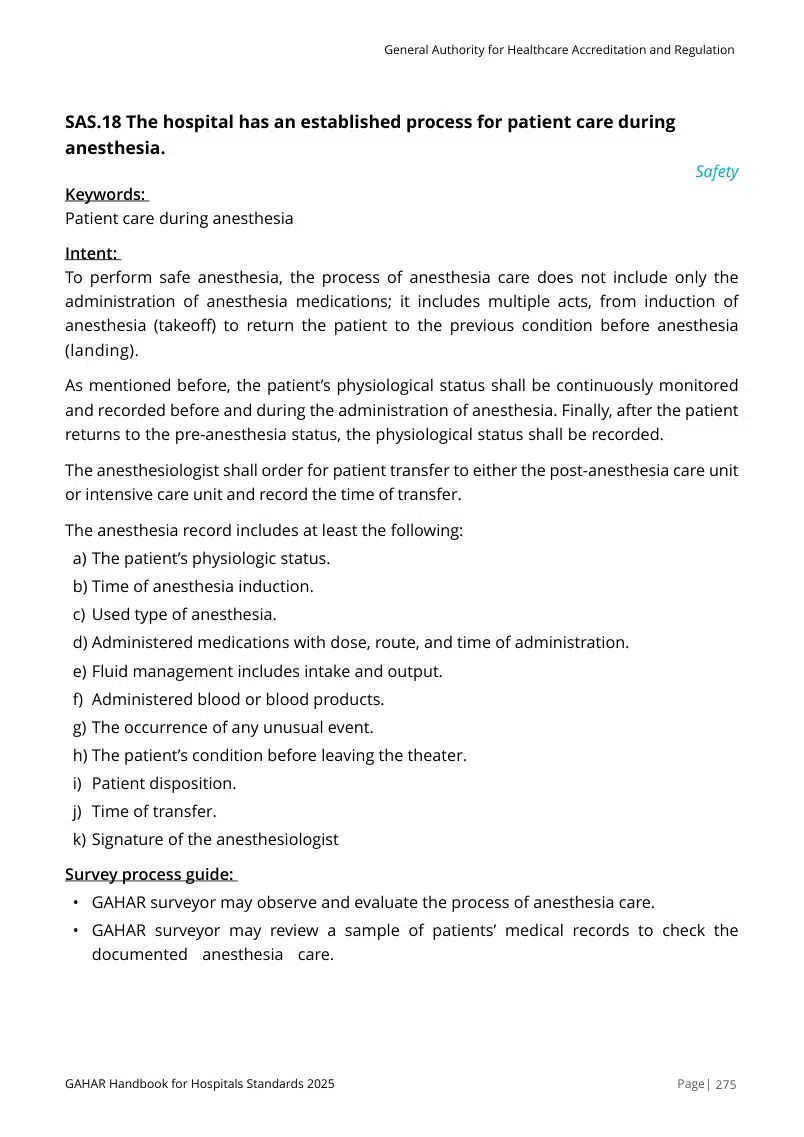 General Authority for Healthcare Accreditation and Regulation
SAS.18 The hospital has an established process for patient care during
anesthesia.
Safety
Keywords:
Patient care during anesthesia
Intent:
To perform safe anesthesia, the process of anesthesia care does not include only the
administration of anesthesia medications; it includes multiple acts, from induction of
anesthesia (takeoff) to return the patient to the previous condition before anesthesia
(landing).
As mentioned before, the patient’s physiological status shall be continuously monitored
and recorded before and during the administration of anesthesia. Finally, after the patient
returns to the pre-anesthesia status, the physiological status shall be recorded.
The anesthesiologist shall order for patient transfer to either the post-anesthesia care unit
or intensive care unit and record the time of transfer.
The anesthesia record includes at least the following:
a) The patient’s physiologic status.
b) Time of anesthesia induction.
c) Used type of anesthesia.
d) Administered medications with dose, route, and time of administration.
e) Fluid management includes intake and output.
f) Administered blood or blood products.
g) The occurrence of any unusual event.
h) The patient’s condition before leaving the theater.
i) Patient disposition.
j) Time of transfer.
k) Signature of the anesthesiologist
Survey process guide:
• GAHAR surveyor may observe and evaluate the process of anesthesia care.
• GAHAR surveyor may review a sample of patients’ medical records to check the
documented anesthesia care.
GAHAR Handbook for Hospitals Standards 2025
Page| 275